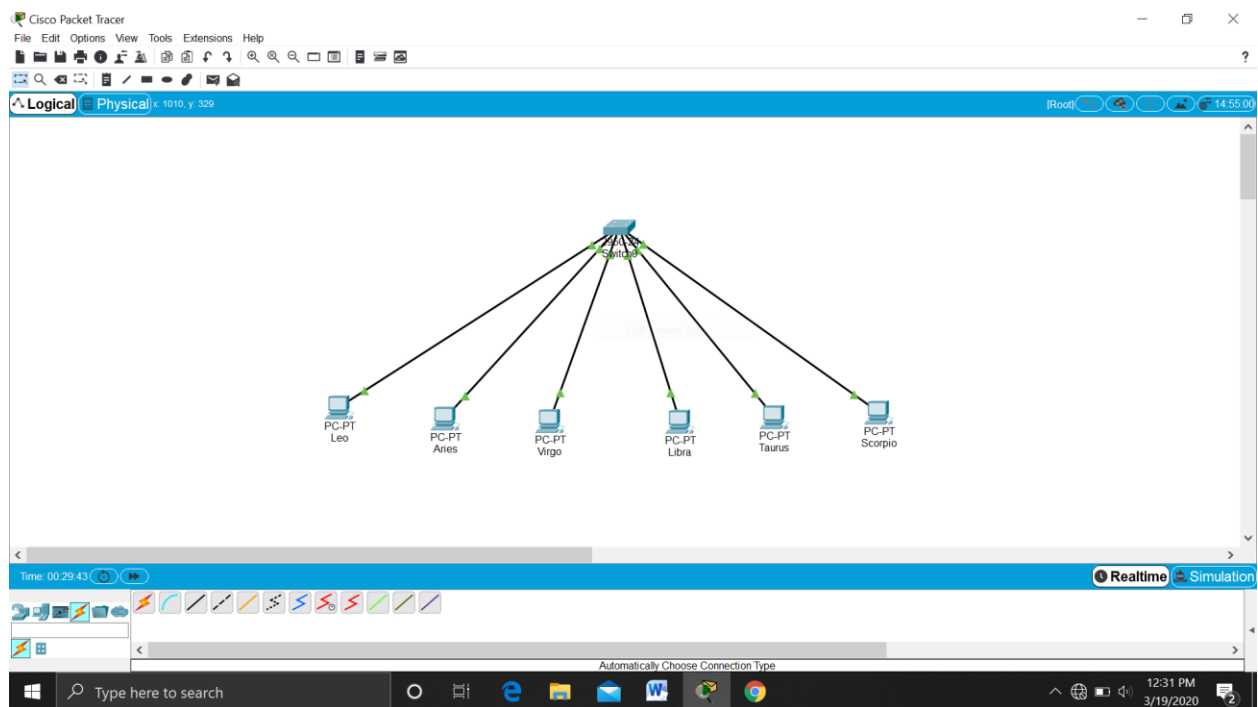 Cisco Packet Tracer
File Edit Options View Tools Extensions Help
?
Logical Physical x: 1010, y: 329 [Root] 14:55:00
2950-24
Switch0
PC-PT
Leo
PC-PT
Aries
PC-PT
Virgo
PC-PT
Libra
PC-PT
Taurus
PC-PT
Scorpio
Time: 00:29:43 Realtime Simulation
Automatically Choose Connection Type
Type here to search
12:31 PM
3/19/2020
2